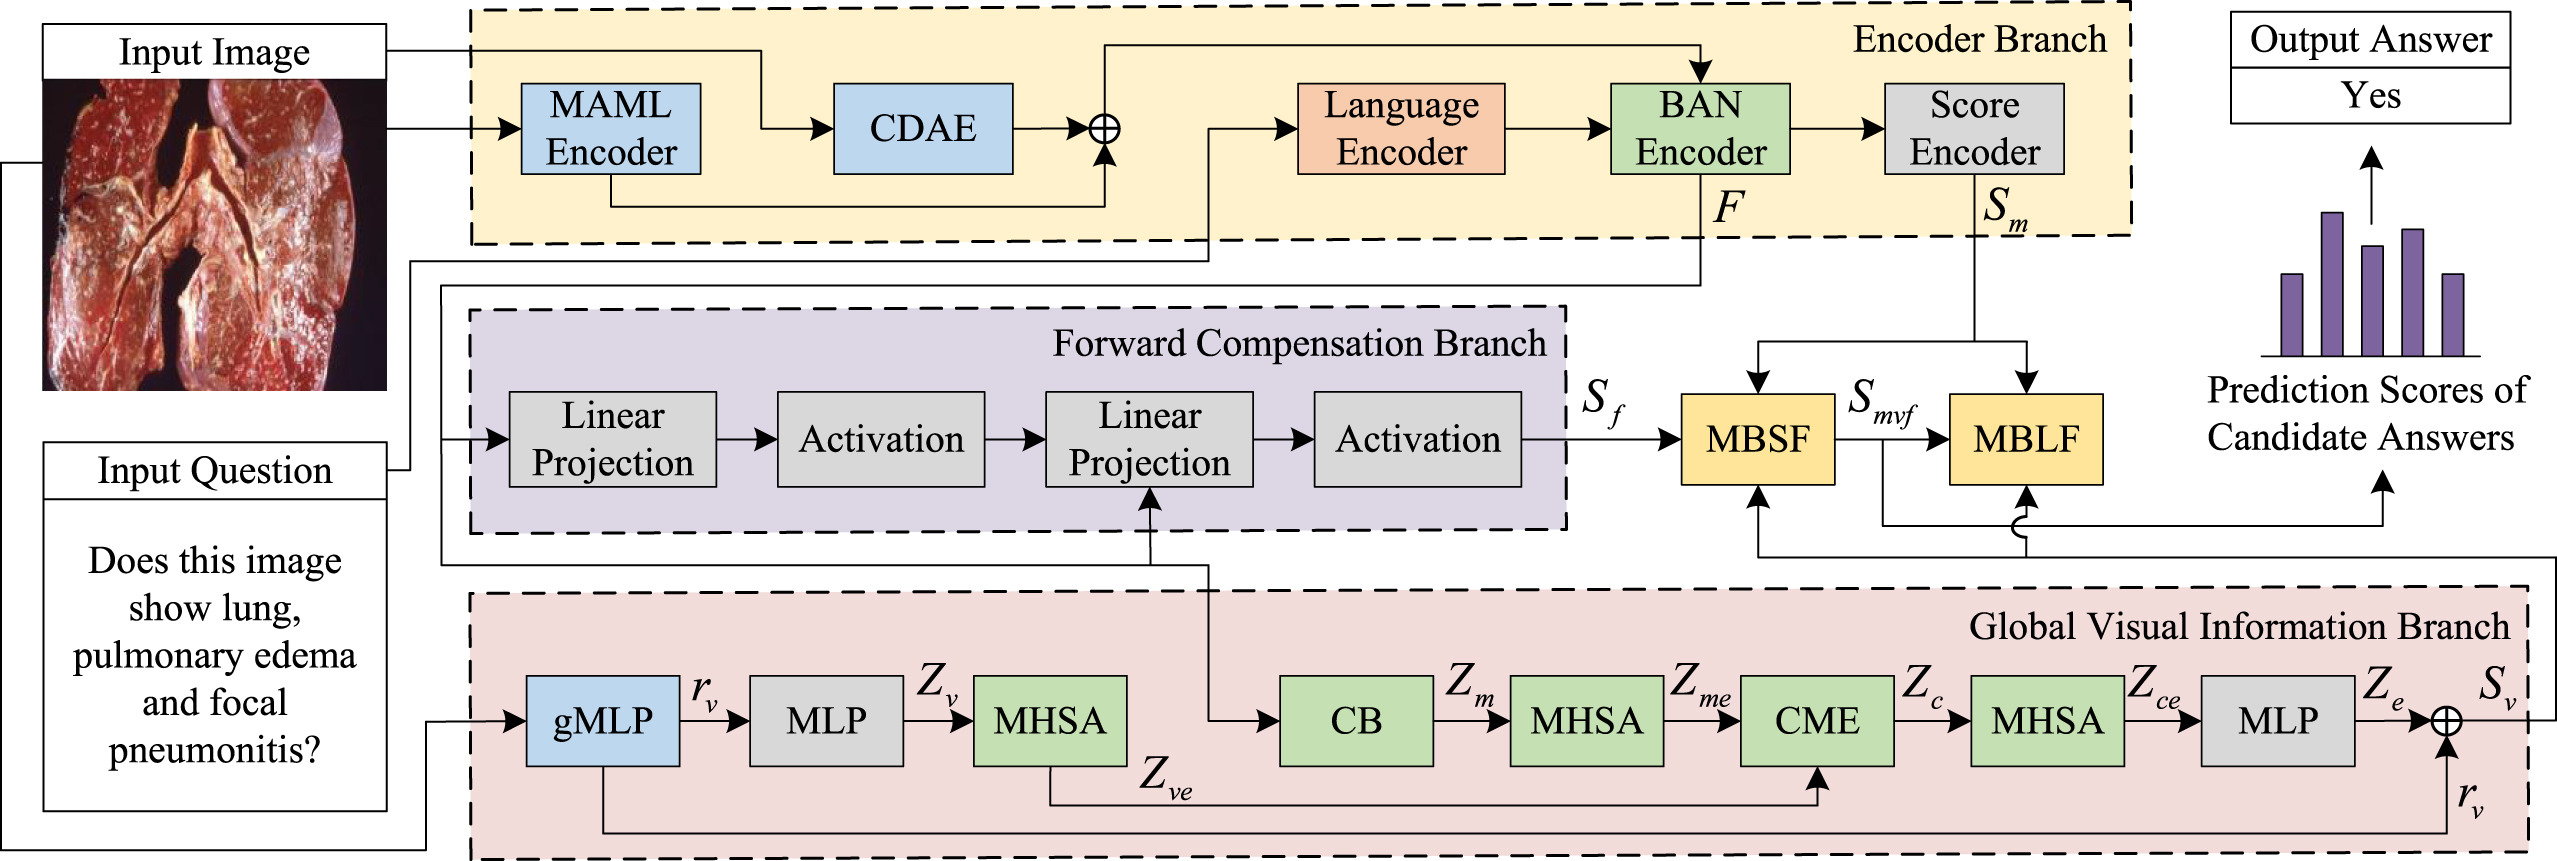 Input Image
Encoder Branch
MAML
Encoder
CDAE
Language
Encoder
BAN
Encoder
Score
Encoder
F
S_m
Output Answer
Yes
Prediction Scores of
Candidate Answers
Input Question
Does this image
show lung,
pulmonary edema
and focal
pneumonitis?
Forward Compensation Branch
Linear
Projection
Activation
Linear
Projection
Activation
S_f
MBSF
S_mvf
MBLF
Global Visual Information Branch
gMLP
r_v
MLP
Z_v
MHSA
Z_ve
CB
Z_m
MHSA
Z_me
CME
Z_c
MHSA
Z_ce
MLP
Z_e
S_v
r_v